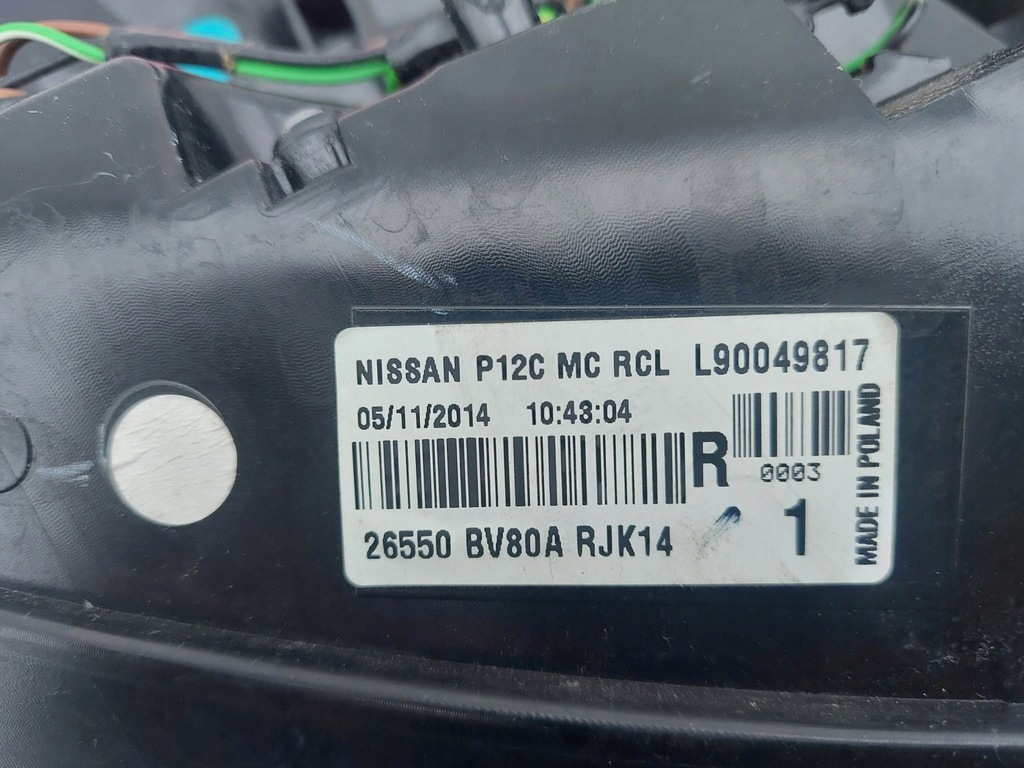 NISSAN P12C MC RCL L90049817
05/11/2014 10:43:04
R
0003
26550 BV80A RJK14
1
MADE IN POLAND